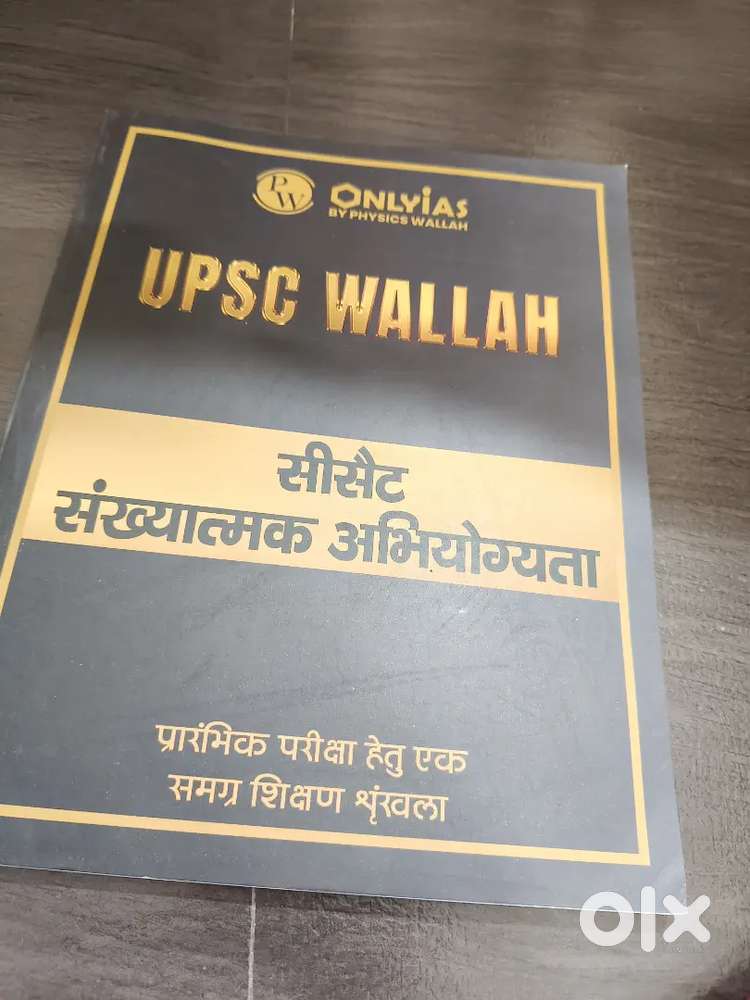 PW ONLYIAS
BY PHYSICS WALLAH
UPSC WALLAH
सीसैट
संख्यात्मक अभियोग्यता
प्रारंभिक परीक्षा हेतु एक
समग्र शिक्षण श्रृंखला
olx